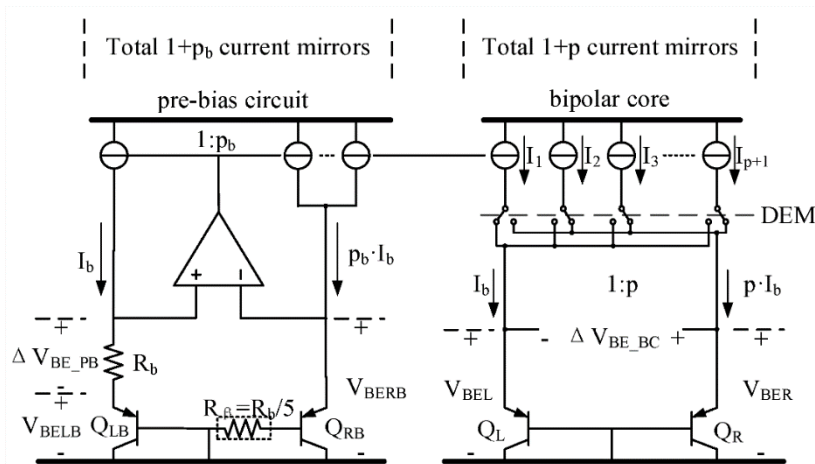 Total 1+p_b current mirrors
Total 1+p current mirrors
pre-bias circuit
bipolar core
1:p_b
I_1
I_2
I_3
I_p+1
DEM
I_b
p_b·I_b
I_b
1:p
p·I_b
+
-
+
+
+
- Δ V_BE_BC +
+
Δ V_BE_PB
R_b
-
+
V_BERB
V_BEL
V_BER
R_β=R_b/5
V_BELB
Q_LB
Q_RB
Q_L
Q_R
-
-
-
-